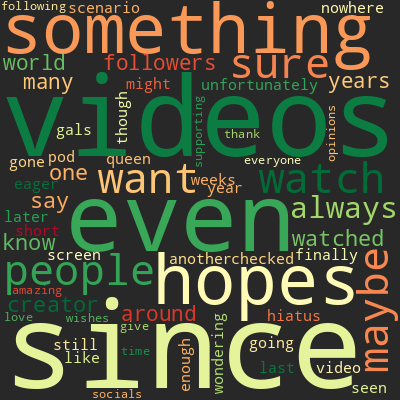 following scenario nowhere
something
world followers sure
many might unfortunately years
videos
gals though supporting thank opinions
gone pod queen everyone
eager one want weeks year watch
say
later even always
short
know watched
screen anotherchecked finally
people hopes maybe
amazing
creator around hiatus
love wishes give
since
still time enough wondering going
like last video
socials seen